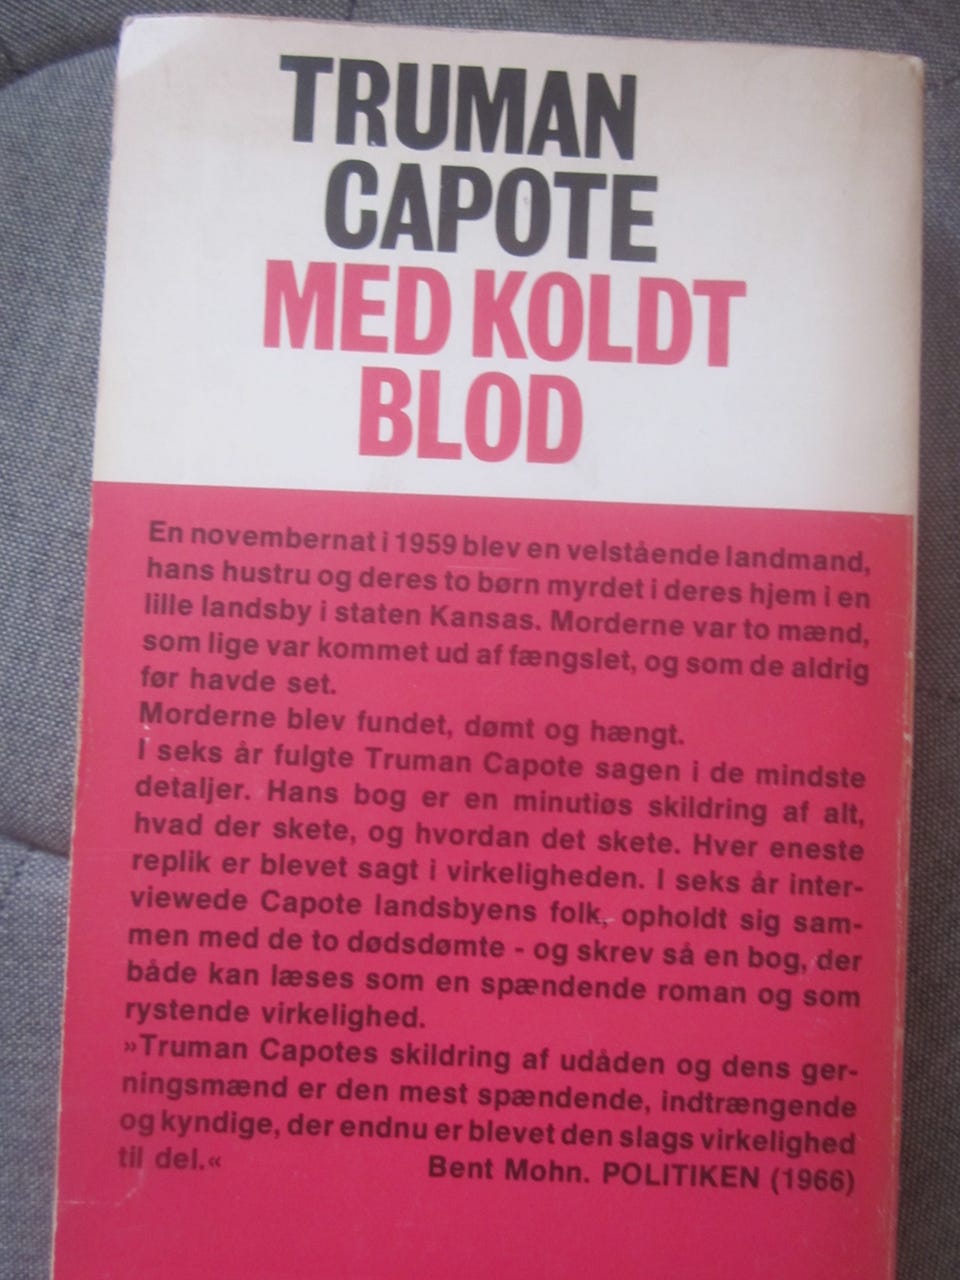 TRUMAN
CAPOTE
MED KOLDT
BLOD
En novembernat i 1959 blev en velstående landmand,
hans hustru og deres to børn myrdet i deres hjem i en
lille landsby i staten Kansas. Morderne var to mænd,
som lige var kommet ud af fængslet, og som de aldrig
før havde set.
Morderne blev fundet, dømt og hængt.
I seks år fulgte Truman Capote sagen i de mindste
detaljer. Hans bog er en minutiøs skildring af alt,
hvad der skete, og hvordan det skete. Hver eneste
replik er blevet sagt i virkeligheden. I seks år inter-
viewede Capote landsbyens folk, opholdt sig sam-
men med de to dødsdømte - og skrev så en bog, der
både kan læses som en spændende roman og som
rystende virkelighed.
»Truman Capotes skildring af udåden og dens ger-
ningsmænd er den mest spændende, indtrængende
og kyndige, der endnu er blevet den slags virkelighed
til del.« Bent Mohn. POLITIKEN (1966)